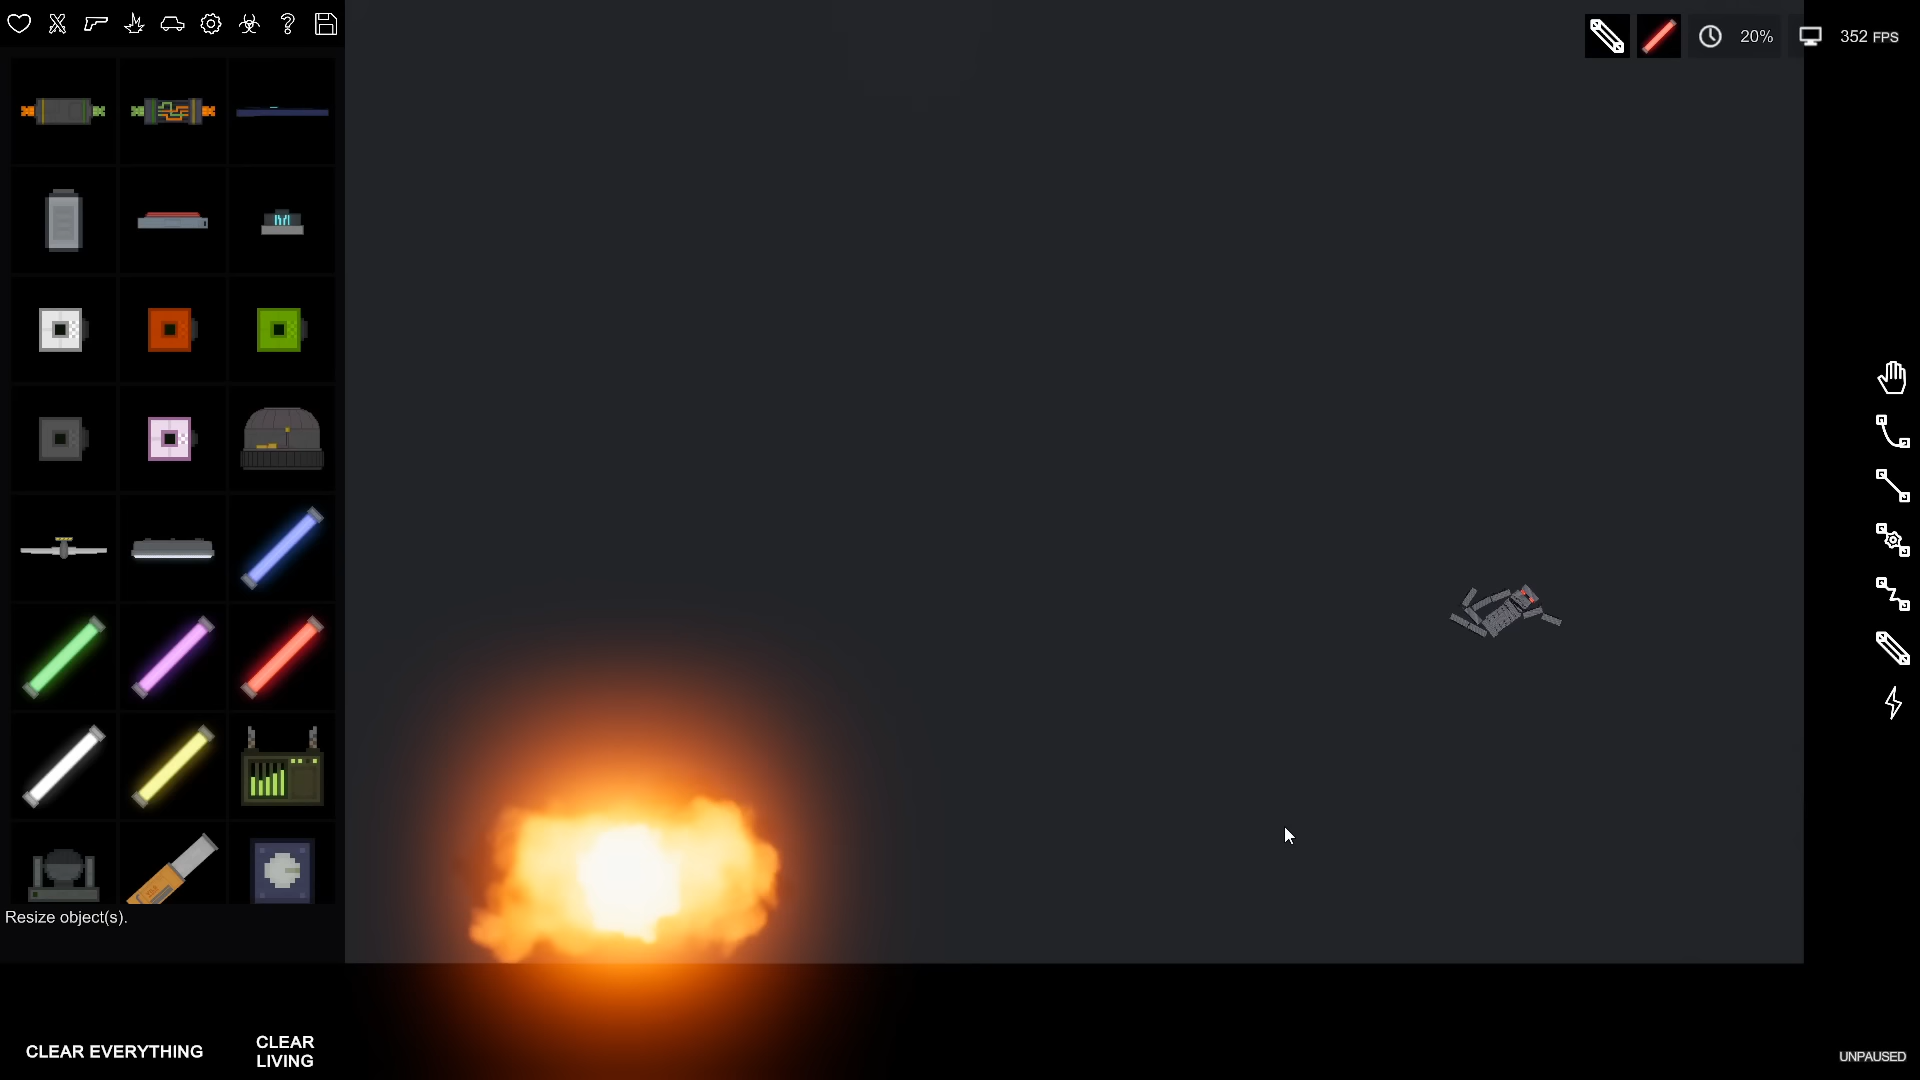 20%
352 FPS
Resize object(s).
CLEAR EVERYTHING
CLEAR
LIVING
UNPAUSED